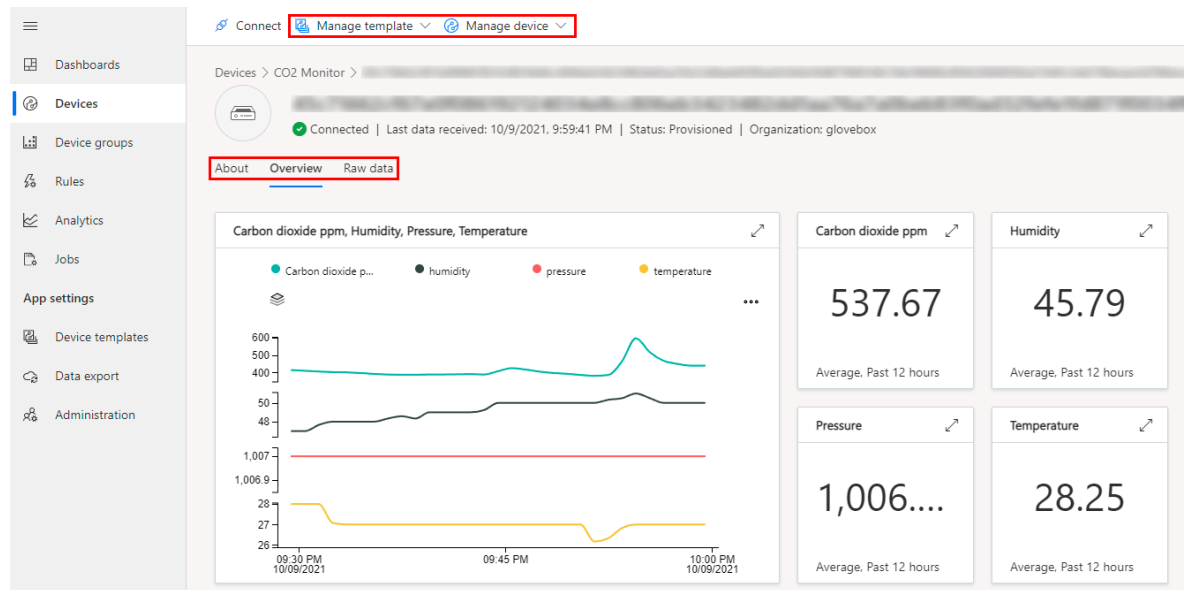 Connect Manage template Manage device
Dashboards
Devices
Device groups
Rules
Analytics
Jobs
App settings
Device templates
Data export
Administration
Devices > CO2 Monitor >
Connected | Last data received: 10/9/2021, 9:59:41 PM | Status: Provisioned | Organization: glovebox
About Overview Raw data
Carbon dioxide ppm, Humidity, Pressure, Temperature
Carbon dioxide p... humidity pressure temperature
600
500
400
50
48
1,007
1,006.9
28
27
26
09:30 PM 09:45 PM 10:00 PM
10/09/2021 10/09/2021
Carbon dioxide ppm
537.67
Average, Past 12 hours
Humidity
45.79
Average, Past 12 hours
Pressure
1,006....
Average, Past 12 hours
Temperature
28.25
Average, Past 12 hours